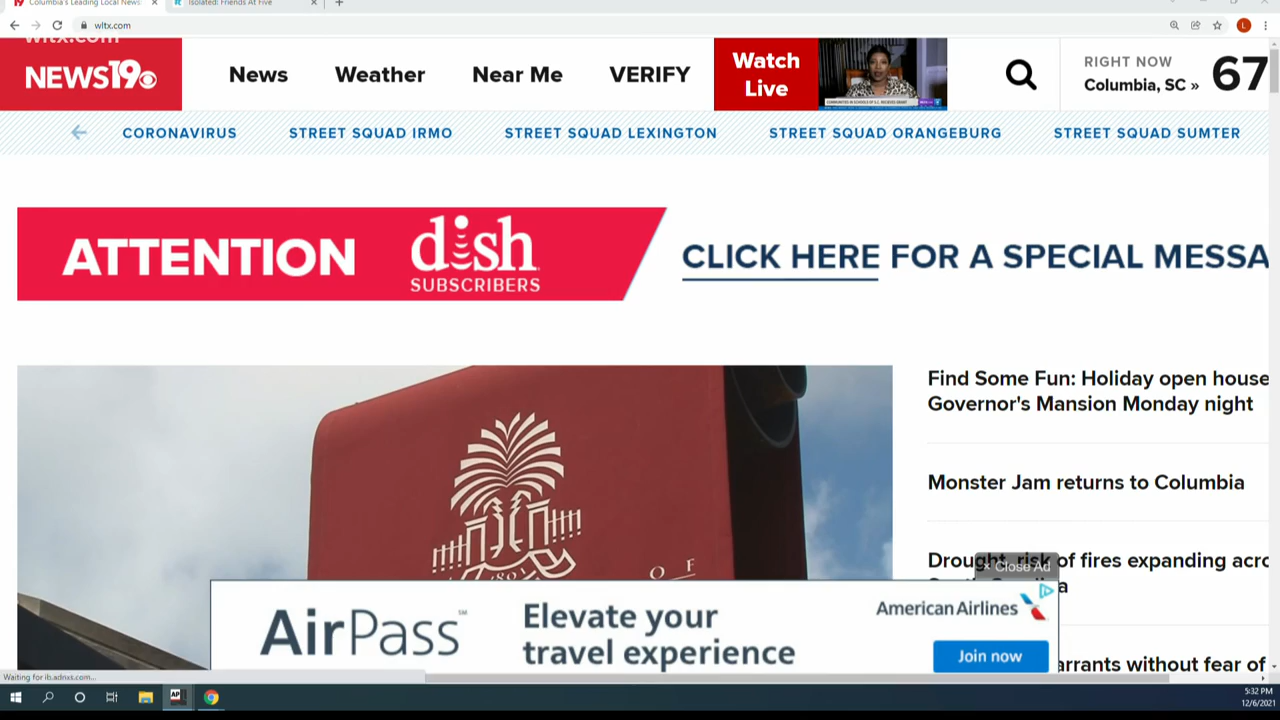 Columbia's Leading Local News:
Isolated: Friends At Five
wltx.com
wltx.com
NEWS19
News
Weather
Near Me
VERIFY
Watch
Live
RIGHT NOW
Columbia, SC »
67
CORONAVIRUS
STREET SQUAD IRMO
STREET SQUAD LEXINGTON
STREET SQUAD ORANGEBURG
STREET SQUAD SUMTER
ATTENTION
dish
SUBSCRIBERS
CLICK HERE FOR A SPECIAL MESSA
Find Some Fun: Holiday open house
Governor's Mansion Monday night
Monster Jam returns to Columbia
Drought, risk of fires expanding acro
a
arrants without fear of
1801
O F
× Close Ad
AirPass™
Elevate your
travel experience
American Airlines
Join now
Waiting for ib.adnxs.com...
5:32 PM
12/6/2021